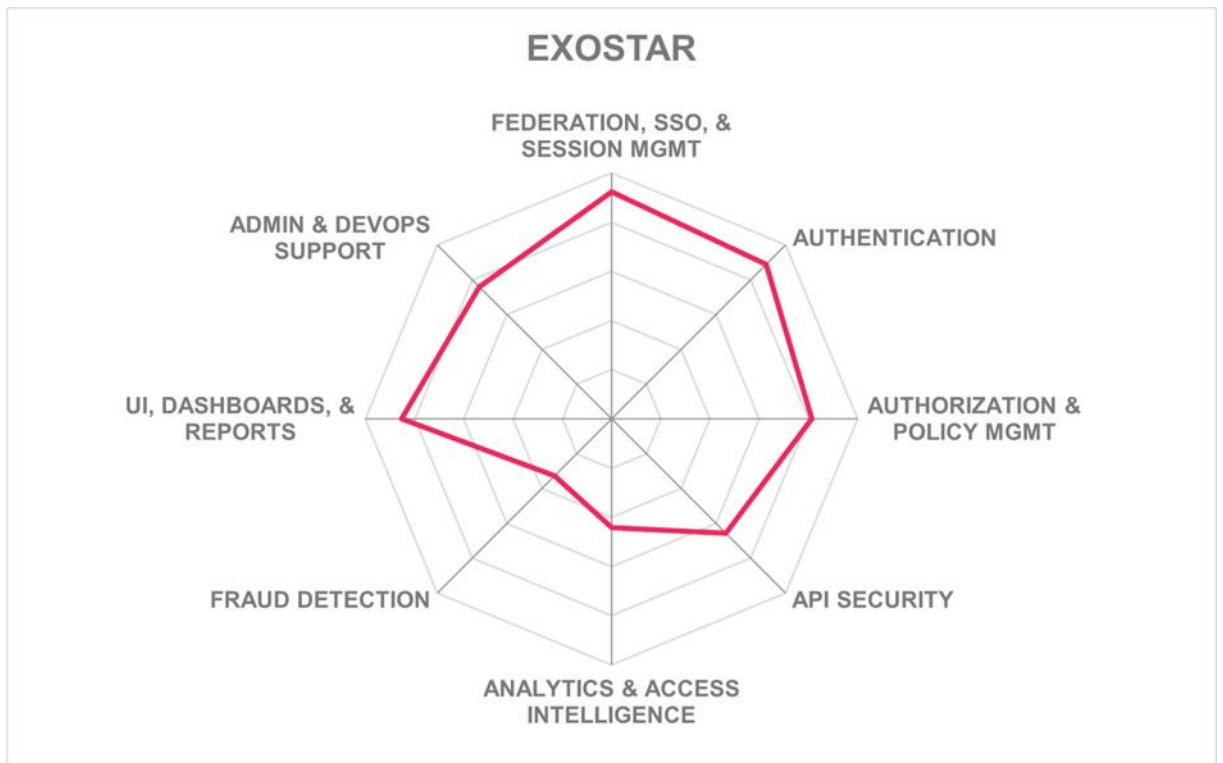 EXOSTAR
FEDERATION, SSO, &
SESSION MGMT
ADMIN & DEVOPS
SUPPORT
AUTHENTICATION
UI, DASHBOARDS, &
REPORTS
AUTHORIZATION &
POLICY MGMT
FRAUD DETECTION
API SECURITY
ANALYTICS & ACCESS
INTELLIGENCE